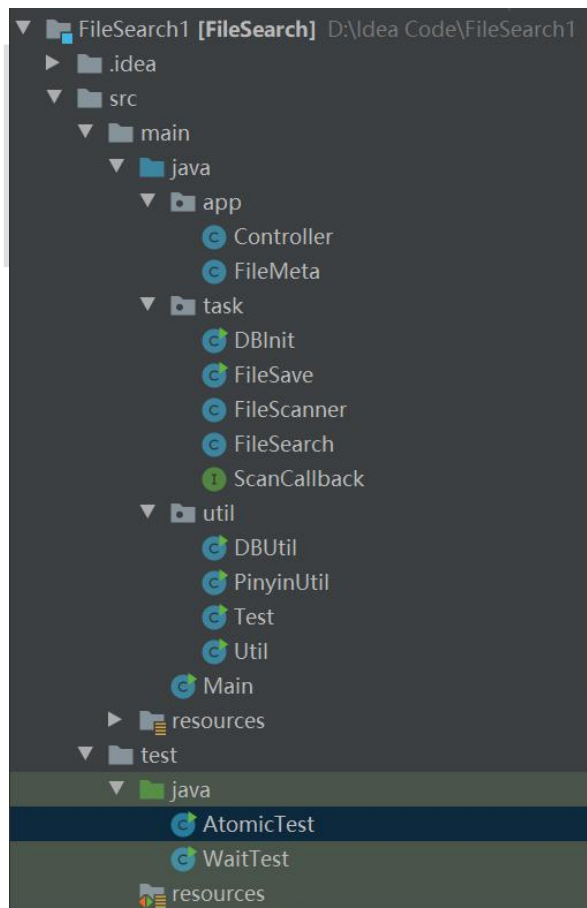 FileSearch1 [FileSearch] D:\Idea Code\FileSearch1
.idea
src
main
java
app
Controller
FileMeta
task
DBInit
FileSave
FileScanner
FileSearch
ScanCallback
util
DBUtil
PinyinUtil
Test
Util
Main
resources
test
java
AtomicTest
WaitTest
resources